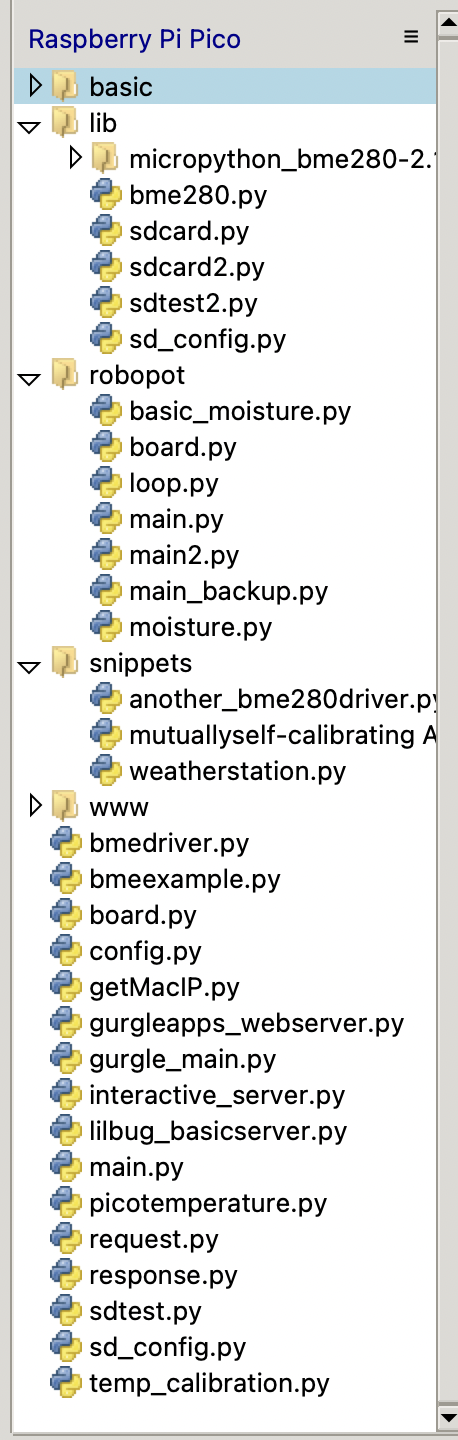 Raspberry Pi Pico
basic
lib
micropython_bme280-2.
bme280.py
sdcard.py
sdcard2.py
sdtest2.py
sd_config.py
robopot
basic_moisture.py
board.py
loop.py
main.py
main2.py
main_backup.py
moisture.py
snippets
another_bme280driver.py
mutuallyself-calibrating A
weatherstation.py
www
bmedriver.py
bmeexample.py
board.py
config.py
getMacIP.py
gurgleapps_webserver.py
gurgle_main.py
interactive_server.py
lilbug_basicserver.py
main.py
picotemperature.py
request.py
response.py
sdtest.py
sd_config.py
temp_calibration.py